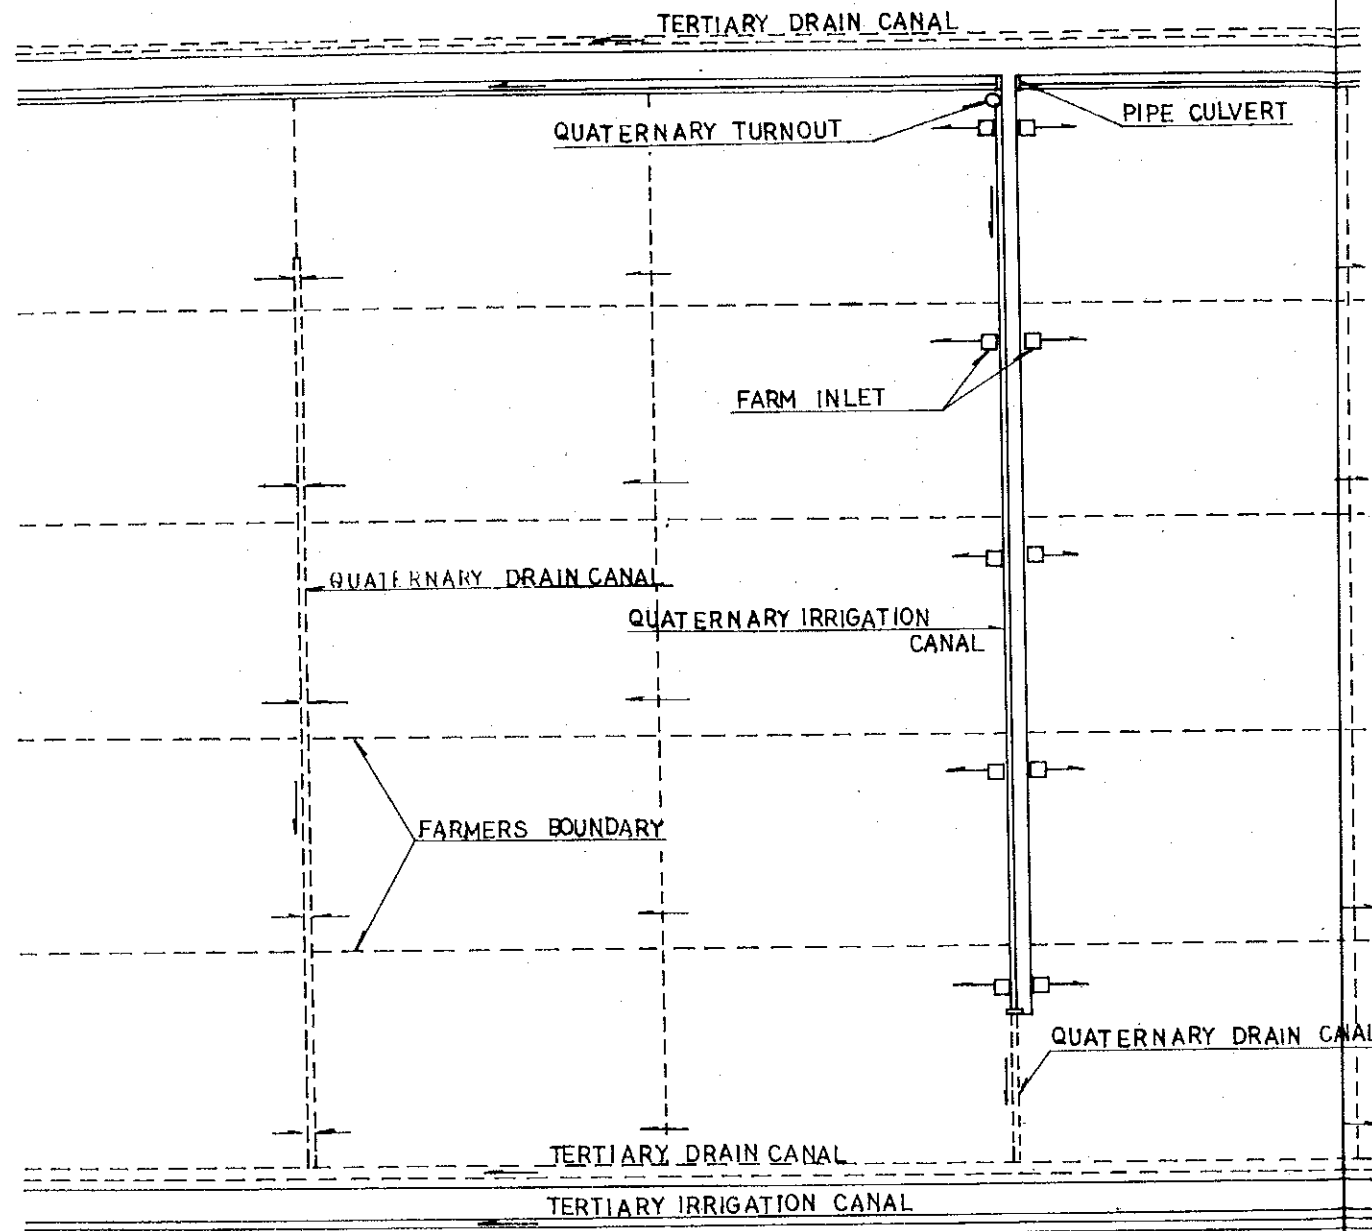 TERTIARY DRAIN CANAL
QUATERNARY TURNOUT
PIPE CULVERT
FARM INLET
QUATERNARY DRAIN CANAL
QUATERNARY IRRIGATION
CANAL
FARMERS BOUNDARY
QUATERNARY DRAIN CANAL
TERTIARY DRAIN CANAL
TERTIARY IRRIGATION CANAL